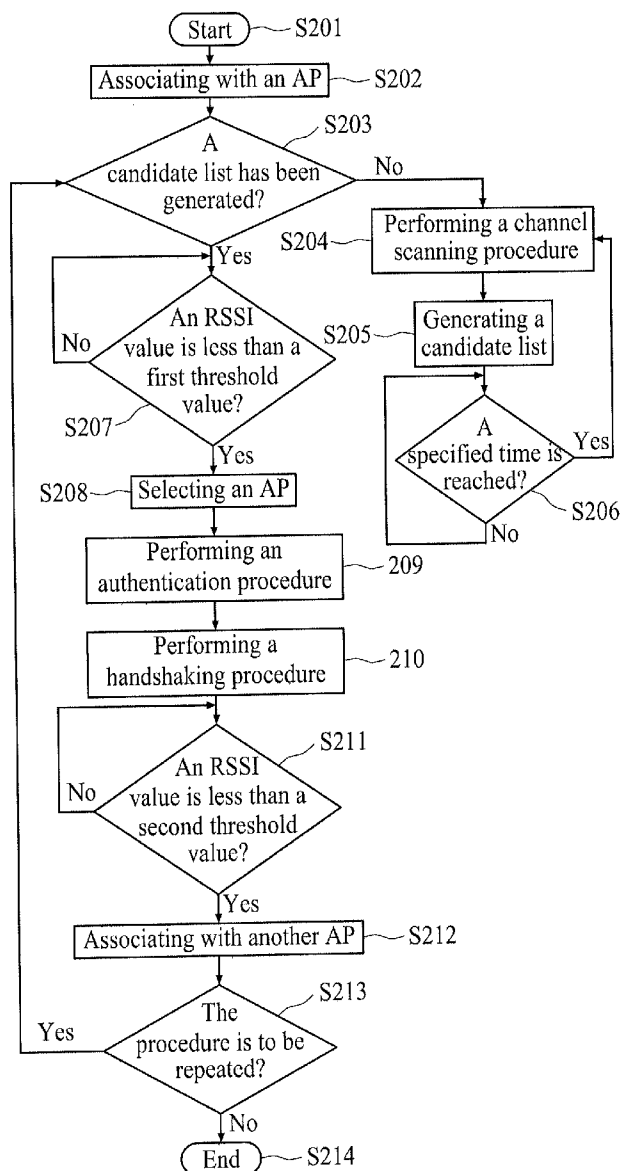 Start
S201
Associating with an AP
S202
S203
A
candidate list has been
generated?
No
Yes
S204
Performing a channel
scanning procedure
S205
Generating a
candidate list
A
specified time is
reached?
Yes
S206
No
An RSSI
value is less than a
first threshold
value?
No
S207
Yes
S208
Selecting an AP
Performing an
authentication procedure
209
Performing a
handshaking procedure
210
S211
An RSSI
value is less than a
second threshold
value?
No
Yes
Associating with another AP
S212
S213
The
procedure is to be
repeated?
Yes
No
End
S214